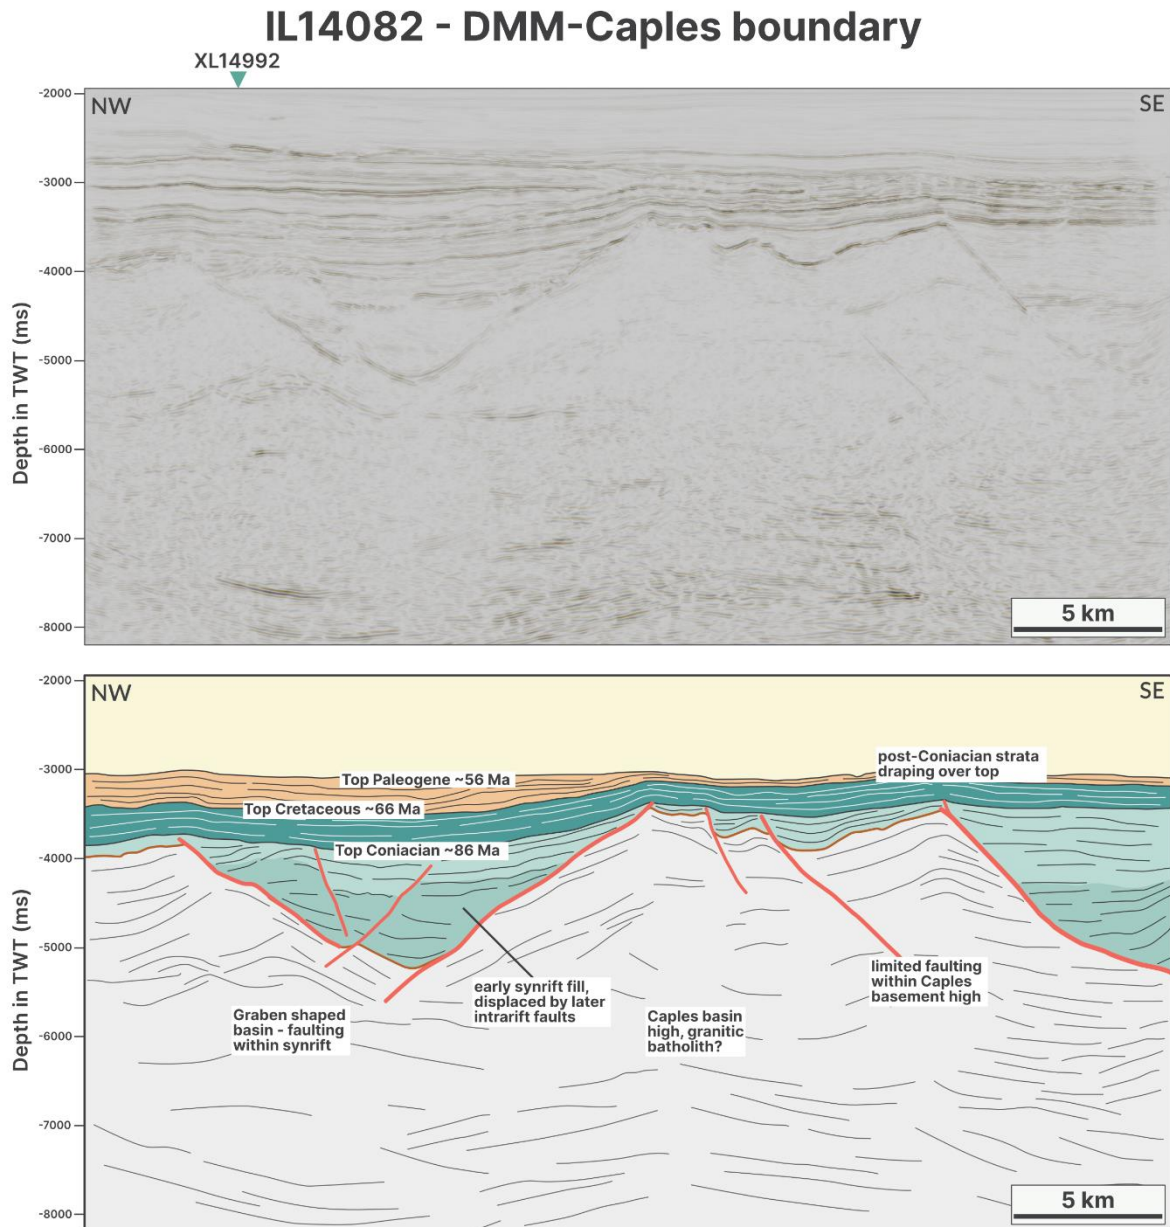 IL14082 - DMM-Caples boundary
XL14992
NW
SE
Depth in TWT (ms)
-2000
-3000
-4000
-5000
-6000
-7000
-8000
5 km
NW
SE
Depth in TWT (ms)
-2000
-3000
-4000
-5000
-6000
-7000
-8000
post-Coniacian strata
draping over top
Top Paleogene ~56 Ma
Top Cretaceous ~66 Ma
Top Coniacian ~86 Ma
limited faulting
within Caples
basement high
early synrift fill,
displaced by later
intrarift faults
Graben shaped
basin - faulting
within synrift
Caples basin
high, granitic
batholith?
5 km